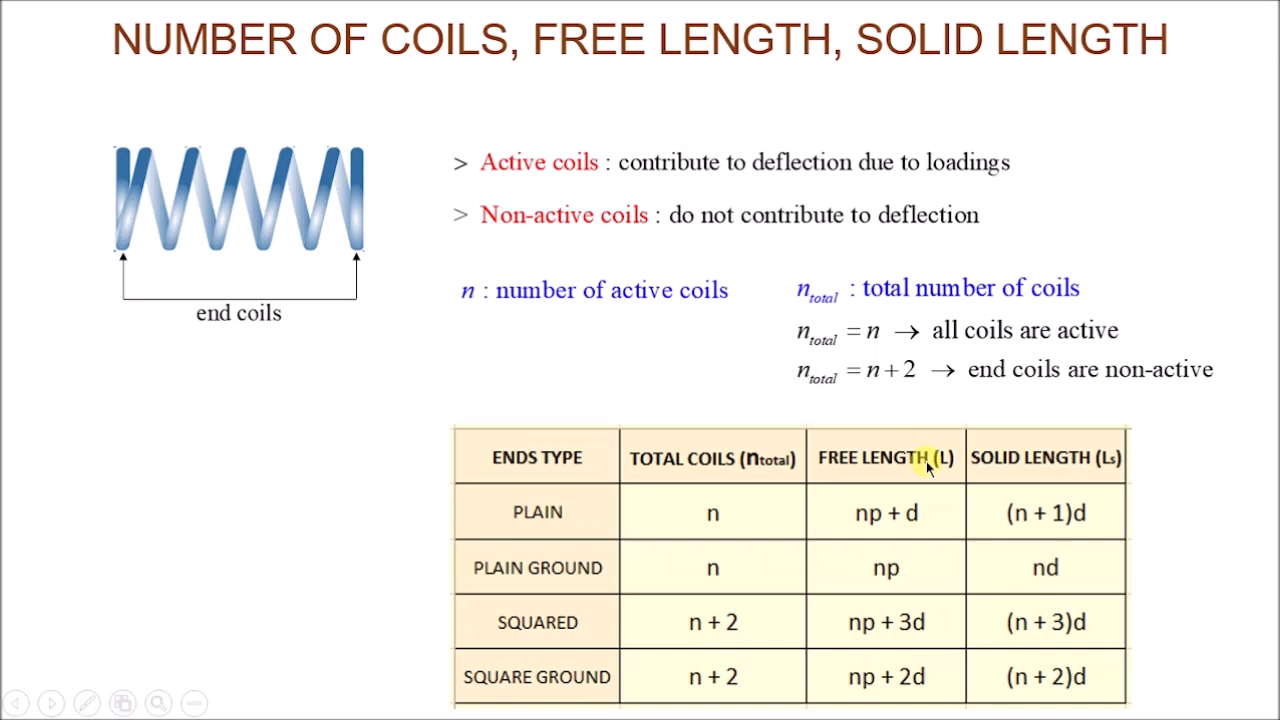 NUMBER OF COILS, FREE LENGTH, SOLID LENGTH
> Active coils : contribute to deflection due to loadings
> Non-active coils : do not contribute to deflection
end coils
n : number of active coils
n_total : total number of coils
n_total = n → all coils are active
n_total = n + 2 → end coils are non-active
ENDS TYPE TOTAL COILS (ntotal) FREE LENGTH (L) SOLID LENGTH (Ls)
PLAIN n np + d (n + 1)d
PLAIN GROUND n np nd
SQUARED n + 2 np + 3d (n + 3)d
SQUARE GROUND n + 2 np + 2d (n + 2)d